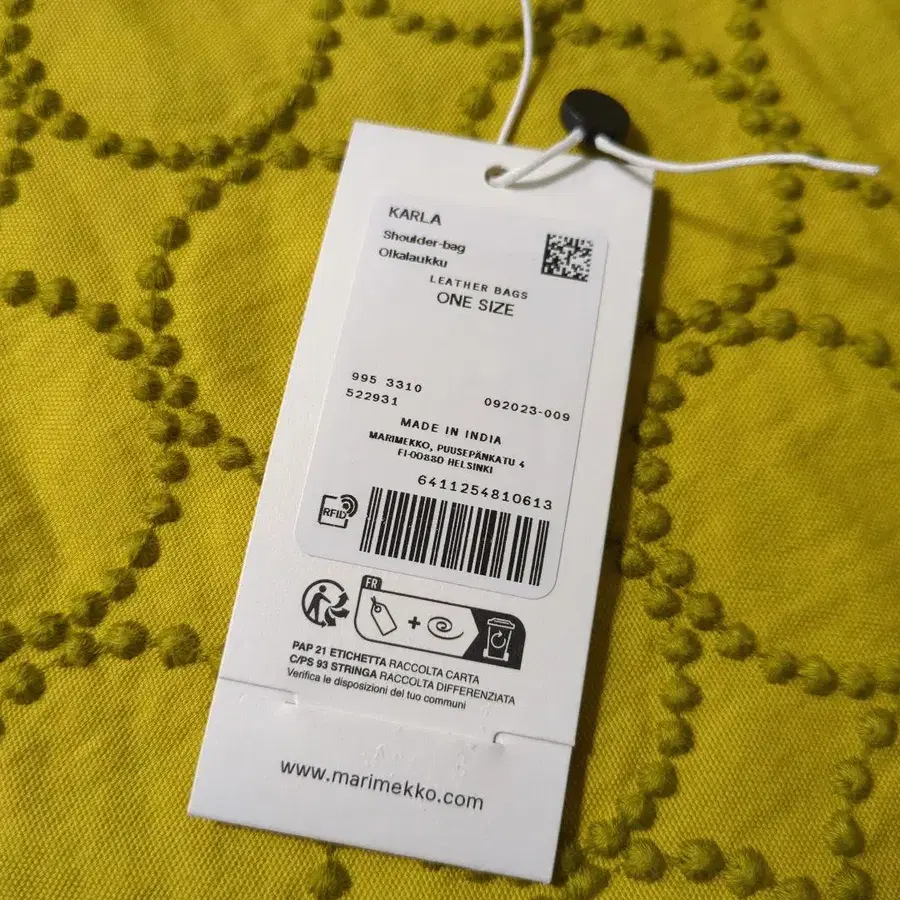 KARLA
Shoulder-bag
Olkalaukku
LEATHER BAGS
ONE SIZE
995 3310
522931
092023-009
MADE IN INDIA
MARIMEKKO, PUUSEPÄNKATU 4
FI-00880 HELSINKI
6411254810613
RFID
FR
PAP 21 ETICHETTA RACCOLTA CARTA
C/PS 93 STRINGA RACCOLTA DIFFERENZIATA
Verifica le disposizioni del tuo communi
www.marimekko.com